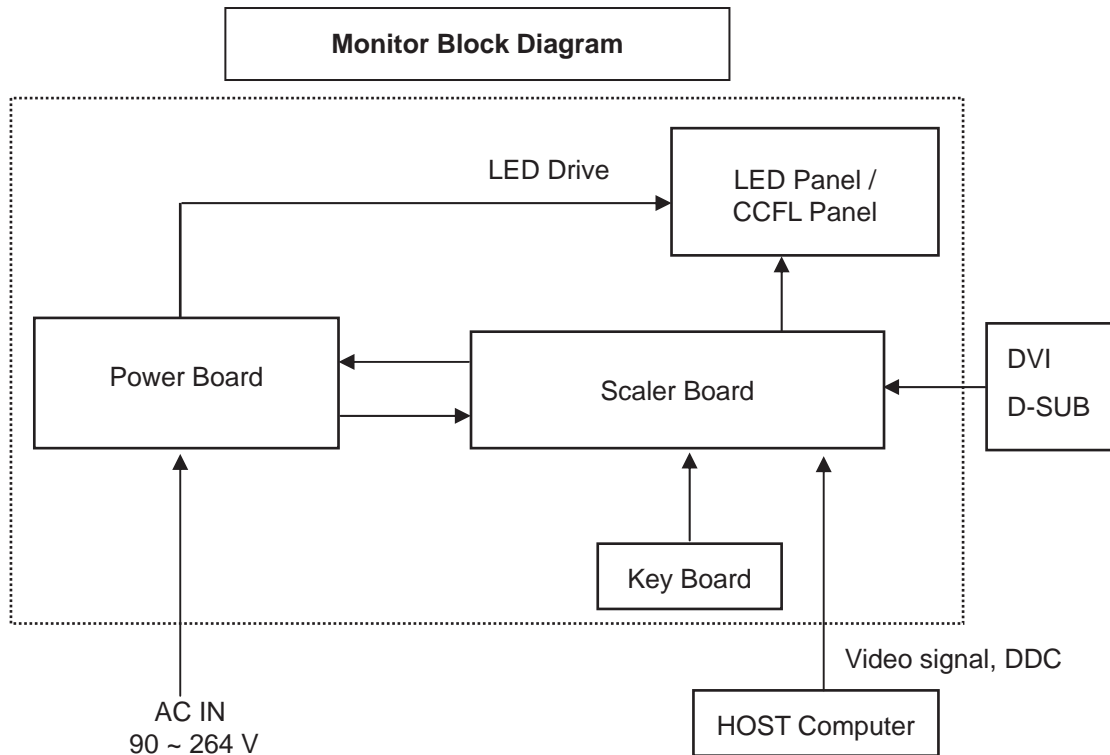 Monitor Block Diagram
LED Drive
LED Panel /
CCFL Panel
Power Board
Scaler Board
DVI
D-SUB
Key Board
Video signal, DDC
AC IN
90 ~ 264 V
HOST Computer